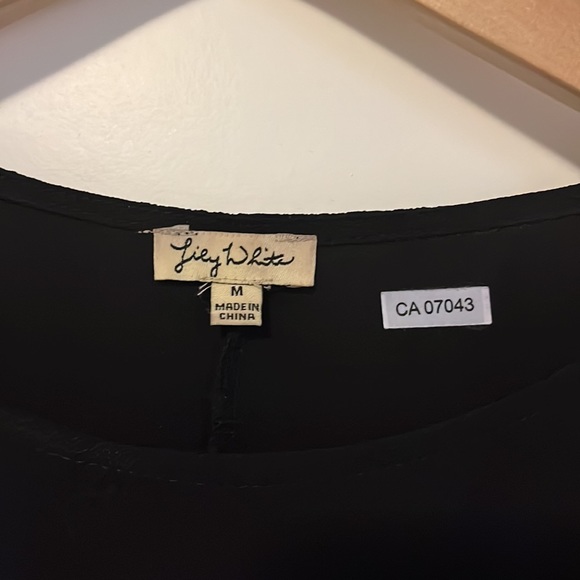 Lily White
M
MADE IN
CHINA
CA 07043